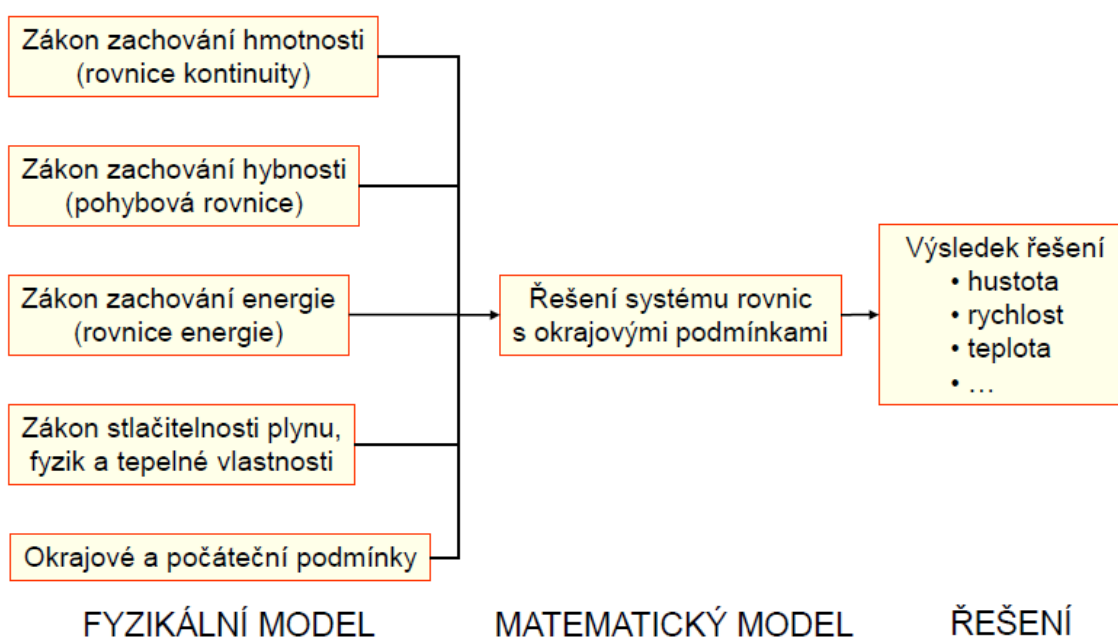 Zákon zachování hmotnosti
(rovnice kontinuity)
Zákon zachování hybnosti
(pohybová rovnice)
Zákon zachování energie
(rovnice energie)
Zákon stlačitelnosti plynu,
fyzik a tepelné vlastnosti
Okrajové a počáteční podmínky
Řešení systému rovnic
s okrajovými podmínkami
Výsledek řešení
• hustota
• rychlost
• teplota
• …
FYZIKÁLNÍ MODEL
MATEMATICKÝ MODEL
ŘEŠENÍ